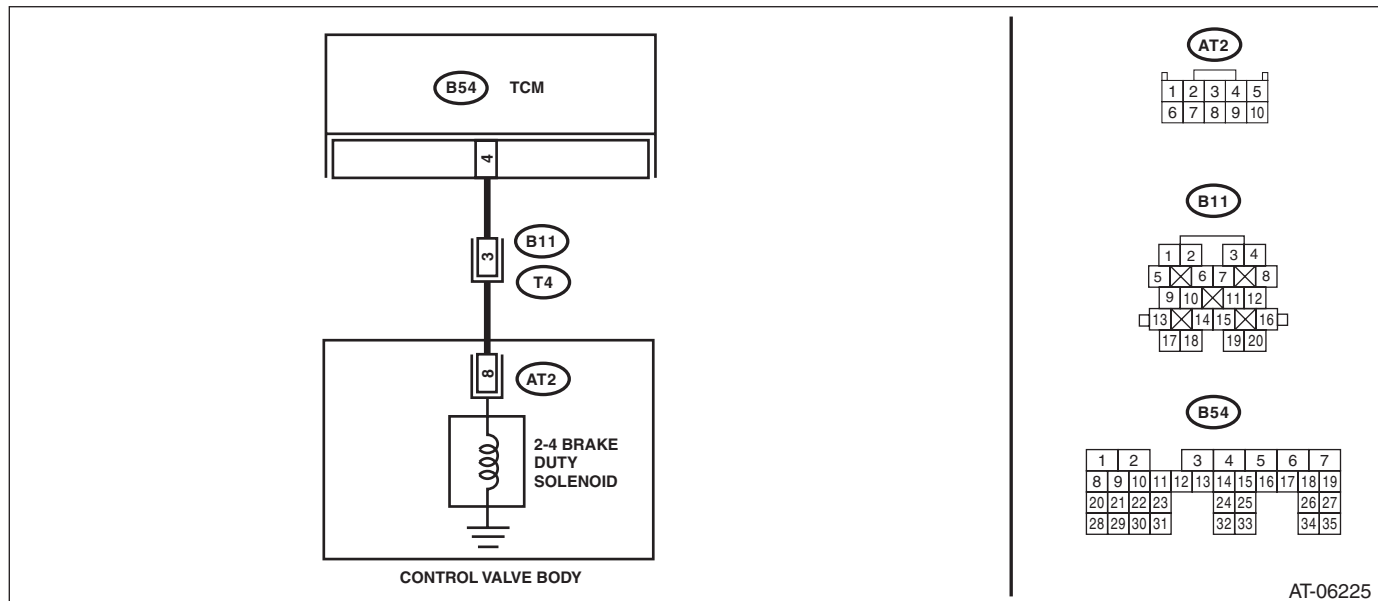 B54 TCM
4
3
B11
T4
8
AT2
2-4 BRAKE
DUTY
SOLENOID
CONTROL VALVE BODY
AT2
1 2 3 4 5
6 7 8 9 10
B11
1 2 3 4
5 6 7 8
9 10 11 12
13 14 15 16
17 18 19 20
B54
1 2 3 4 5 6 7
8 9 10 11 12 13 14 15 16 17 18 19
20 21 22 23 24 25 26 27
28 29 30 31 32 33 34 35
AT-06225